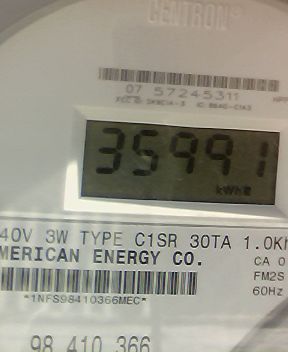 CENTRON®
07 57245311
35991
kWh
40V 3W TYPE C1SR 30TA 1.0Kh
MERICAN ENERGY CO.
CA 0
FM2S
60Hz
*1NFS98410366MEC*
98 410 366